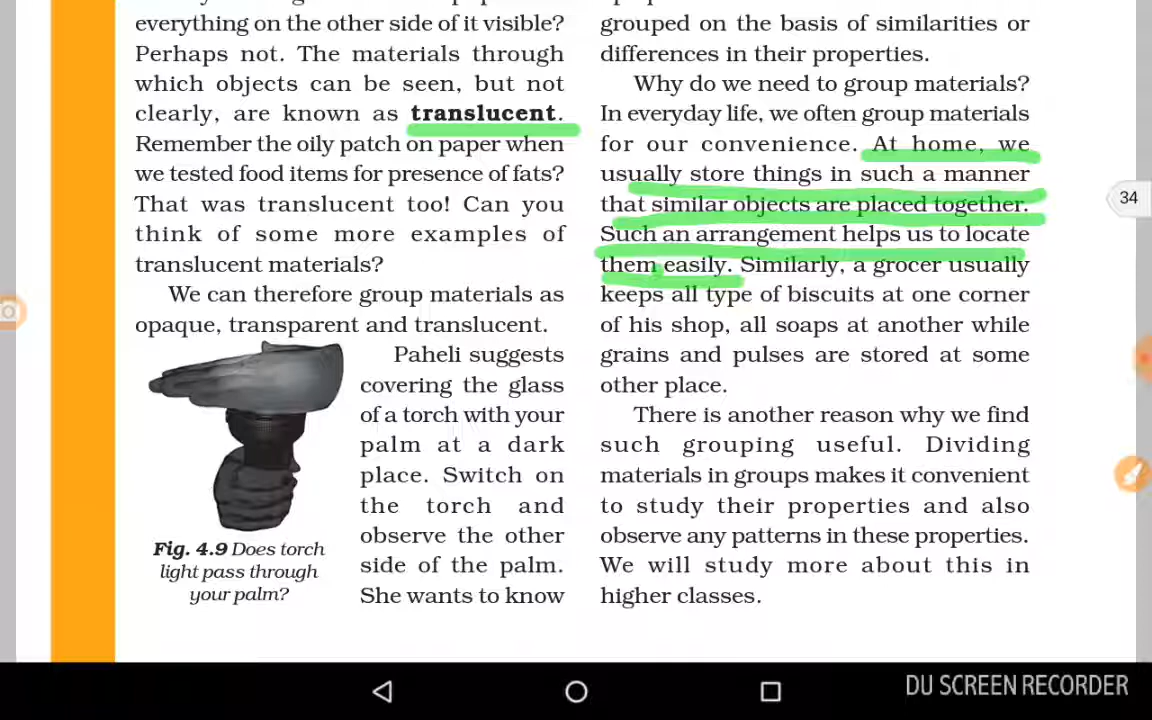 everything on the other side of it visible?
Perhaps not. The materials through
which objects can be seen, but not
clearly, are known as translucent.
Remember the oily patch on paper when
we tested food items for presence of fats?
That was translucent too! Can you
think of some more examples of
translucent materials?
We can therefore group materials as
opaque, transparent and translucent.
Paheli suggests
covering the glass
of a torch with your
palm at a dark
place. Switch on
the torch and
observe the other
side of the palm.
She wants to know
Fig. 4.9 Does torch
light pass through
your palm?
grouped on the basis of similarities or
differences in their properties.
Why do we need to group materials?
In everyday life, we often group materials
for our convenience. At home, we
usually store things in such a manner
that similar objects are placed together.
Such an arrangement helps us to locate
them easily. Similarly, a grocer usually
keeps all type of biscuits at one corner
of his shop, all soaps at another while
grains and pulses are stored at some
other place.
There is another reason why we find
such grouping useful. Dividing
materials in groups makes it convenient
to study their properties and also
observe any patterns in these properties.
We will study more about this in
higher classes.
34
DU SCREEN RECORDER